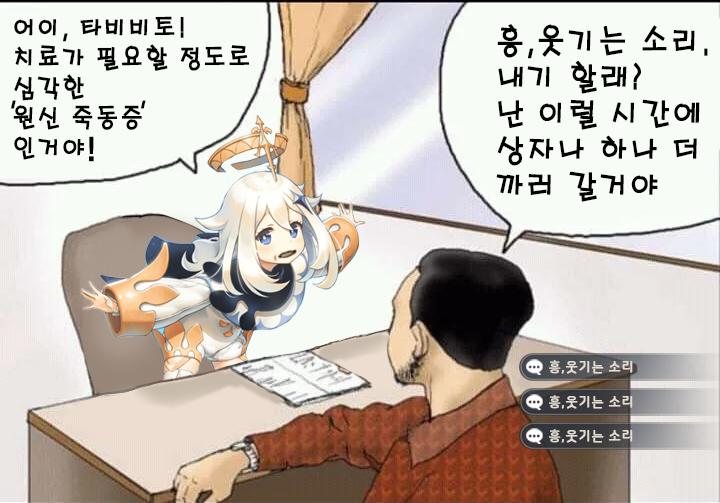 어이, 타비비토!
치료가 필요할 정도로
심각한
'원신 죽동증'
인거야!
흥,웃기는 소리.
내기 할래?
난 이럴 시간에
상자나 하나 더
까러 갈거야
흥,웃기는 소리
흥,웃기는 소리
흥,웃기는 소리